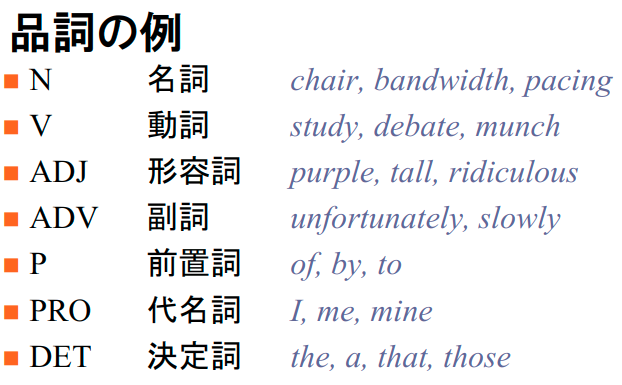 品詞の例
■ N 名詞 chair, bandwidth, pacing
■ V 動詞 study, debate, munch
■ ADJ 形容詞 purple, tall, ridiculous
■ ADV 副詞 unfortunately, slowly
■ P 前置詞 of, by, to
■ PRO 代名詞 I, me, mine
■ DET 決定詞 the, a, that, those